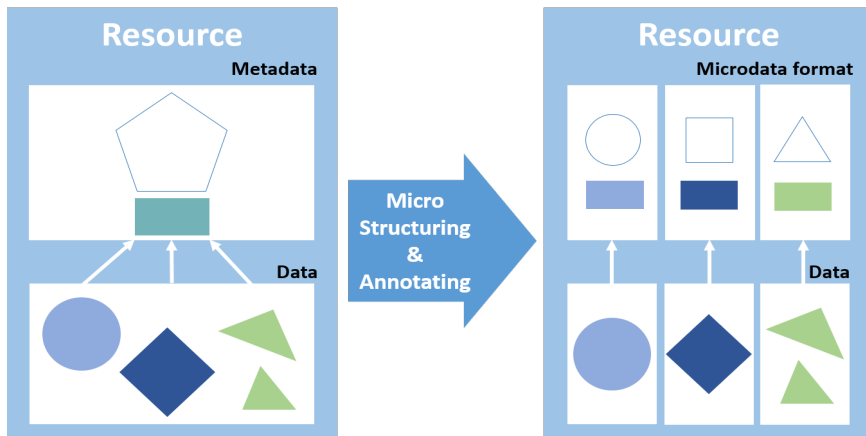 Resource
Metadata
Data
Micro
Structuring
&
Annotating
Resource
Microdata format
Data